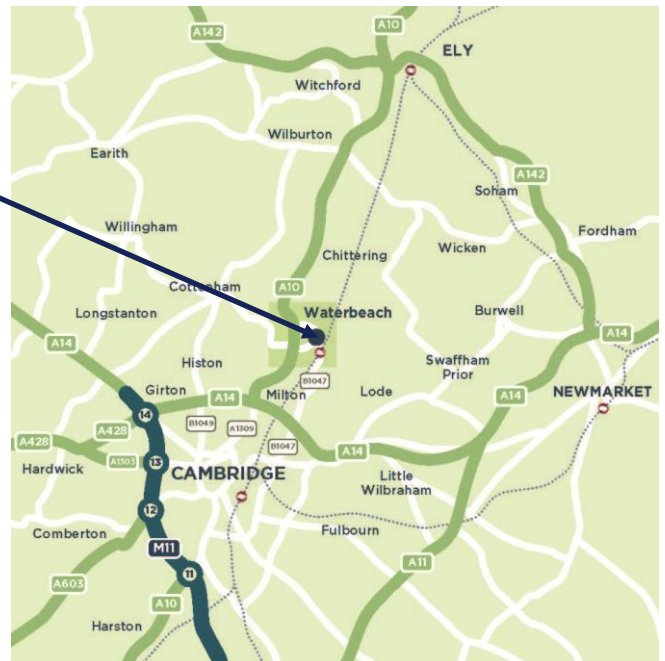 A142
A10
ELY
Witchford
Wilburton
Earith
A142
Soham
Willingham
Fordham
Wicken
Chittering
Cottenham
A10
Longstanton
Waterbeach
Burwell
A14
A14
Histon
Swaffham
Prior
Girton
B1047
Milton
Lode
NEWMARKET
A14
A14
14
B1049
A1309
A428
A428
B1047
A14
Hardwick
A1303
13
CAMBRIDGE
Little
Wilbraham
12
Comberton
Fulbourn
M11
A11
11
A603
A10
Harston